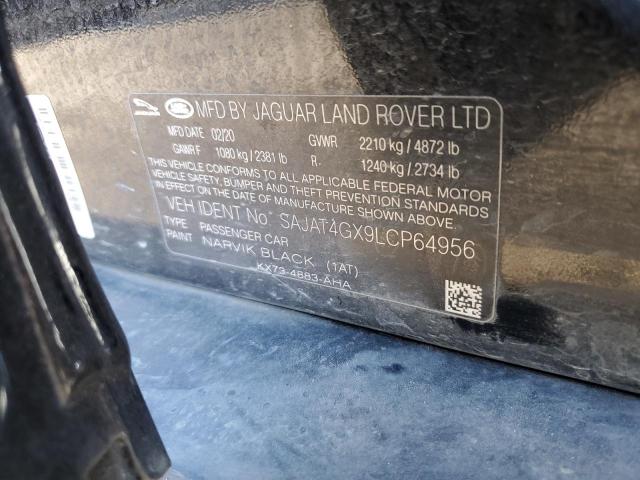 MFD BY JAGUAR LAND ROVER LTD
MFD DATE 02/20 GVWR 2210 kg / 4872 lb
GAWR F 1080 kg / 2381 lb R. 1240 kg / 2734 lb
THIS VEHICLE CONFORMS TO ALL APPLICABLE FEDERAL MOTOR
VEHICLE SAFETY, BUMPER AND THEFT PREVENTION STANDARDS
IN EFFECT ON THE DATE OF MANUFACTURE SHOWN ABOVE.
VEH IDENT No. SAJAT4GX9LCP64956
TYPE PASSENGER CAR
PAINT NARVIK BLACK (1AT)
KX73-4883-AHA